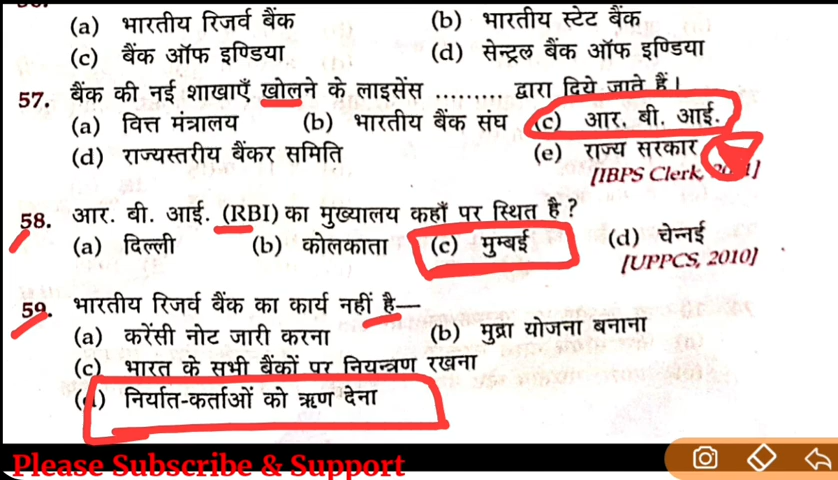 (a) भारतीय रिजर्व बैंक (b) भारतीय स्टेट बैंक
(c) बैंक ऑफ इण्डिया (d) सेन्ट्रल बैंक ऑफ इण्डिया
57. बैंक की नई शाखाएँ खोलने के लाइसेंस ......... द्वारा दिये जाते हैं।
(a) वित्त मंत्रालय (b) भारतीय बैंक संघ (c) आर. बी. आई.
(d) राज्यस्तरीय बैंकर समिति (e) राज्य सरकार
[IBPS Clerk,
58. आर. बी. आई. (RBI) का मुख्यालय कहाँ पर स्थित है?
(a) दिल्ली (b) कोलकाता (c) मुम्बई (d) चेन्नई
[UPPCS, 2010]
59. भारतीय रिजर्व बैंक का कार्य नहीं है—
(a) करेंसी नोट जारी करना (b) मुद्रा योजना बनाना
(c) भारत के सभी बैंकों पर नियन्त्रण रखना
(d) निर्यात-कर्ताओं को ऋण देना
Please Subscribe & Support